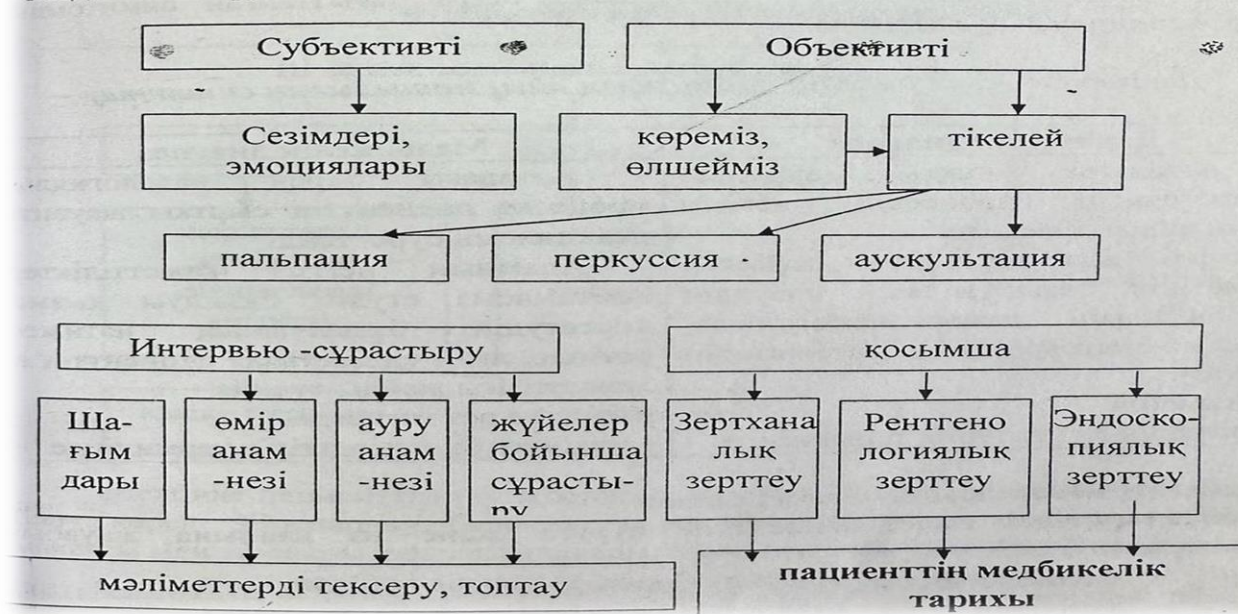 Субъективті
Объективті
Сезімдері,
эмоциялары
көреміз,
өлшейміз
тікелей
пальпация
перкуссия
аускультация
Интервью -сұрастыру
қосымша
Ша-
ғым
дары
өмір
анам
-незі
ауру
анам
-незі
жүйелер
бойынша
сұрасты-
ру
Зертхана
лық
зерттеу
Рентгено
логиялық
зерттеу
Эндоско-
пиялық
зерттеу
мәліметтерді тексеру, топтау
пациенттің медбикелік
тарихы